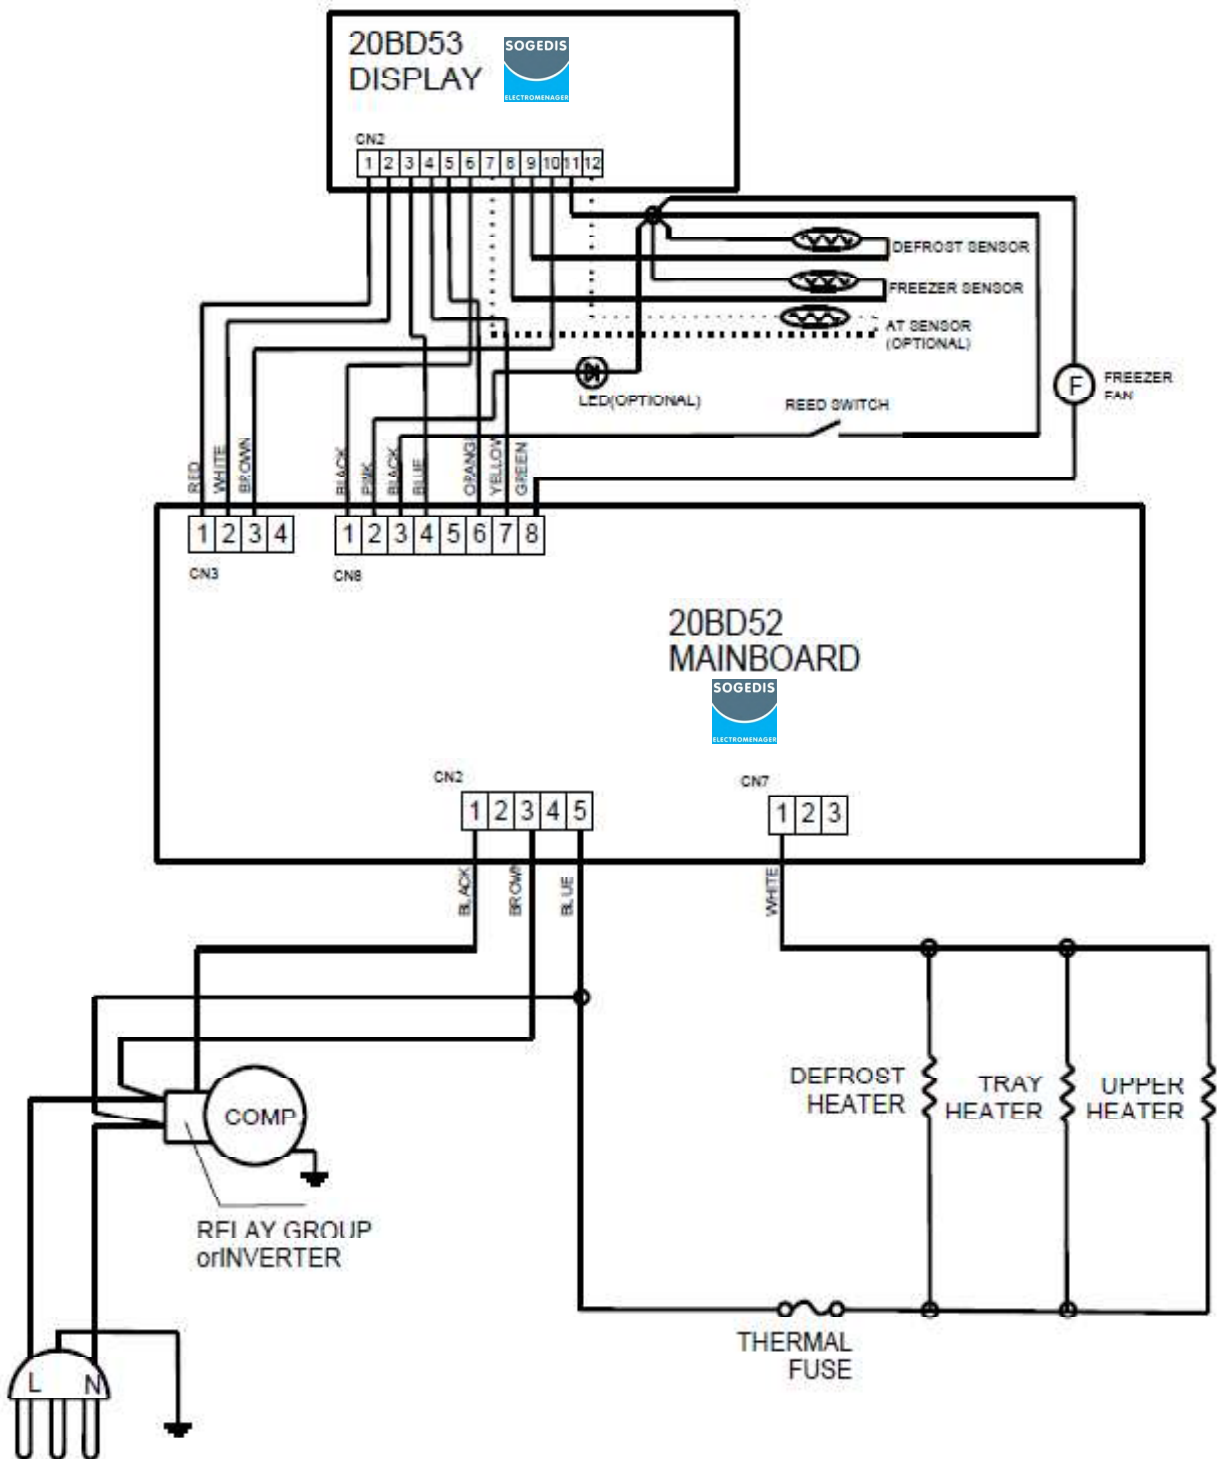 20BD53
DISPLAY
SOGEDIS
ELECTROMENAGER
CN2
1 2 3 4 5 6 7 8 9 10 11 12
DEFROST SENSOR
FREEZER SENSOR
AT SENSOR
(OPTIONAL)
LED(OPTIONAL)
REED SWITCH
F
FREEZER
FAN
RED
WHITE
BROWN
BLACK
PINK
BLACK
BLUE
ORANGE
YELLOW
GREEN
1 2 3 4
CN3
1 2 3 4 5 6 7 8
CN8
20BD52
MAINBOARD
SOGEDIS
ELECTROMENAGER
CN2
1 2 3 4 5
CN7
1 2 3
BLACK
BROWN
BLUE
WHITE
DEFROST
HEATER
TRAY
HEATER
UPPER
HEATER
COMP
RELAY GROUP
orINVERTER
THERMAL
FUSE
L
N